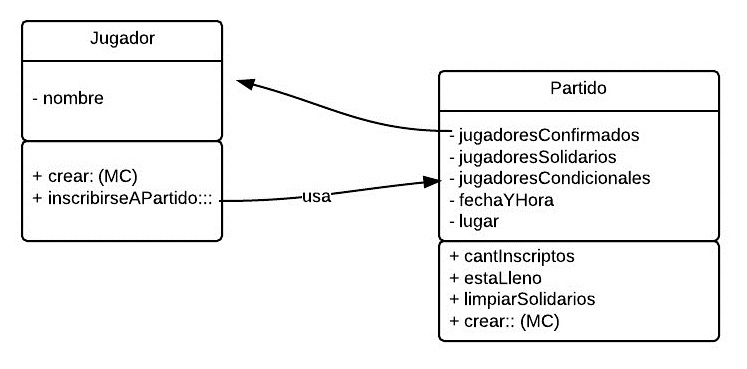 Jugador
- nombre
+ crear: (MC)
+ inscribirseAPartido:::
usa
Partido
- jugadoresConfirmados
- jugadoresSolidarios
- jugadoresCondicionales
- fechaYHora
- lugar
+ cantInscriptos
+ estaLleno
+ limpiarSolidarios
+ crear:: (MC)